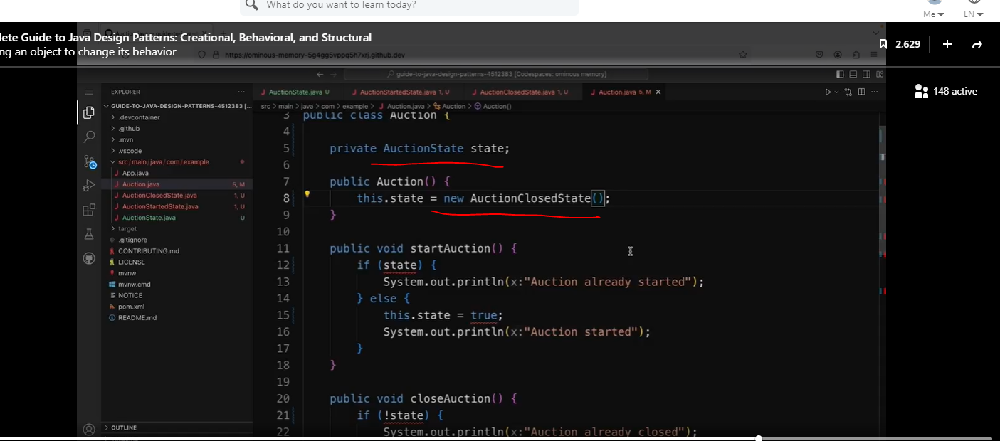 What do you want to learn today?
Me
EN
lete Guide to Java Design Patterns: Creational, Behavioral, and Structural
ng an object to change its behavior
2,629
https://ominous-memory-5g4gg5vppq5h7xrj.github.dev
guide-to-java-design-patterns-4512383 [Codespaces: ominous memory]
148 active
EXPLORER
GUIDE-TO-JAVA-DESIGN-PATTERNS-4512383 [...
.devcontainer
.github
.mvn
.vscode
src / main / java / com / example
App.java
Auction.java 5, M
AuctionClosedState.java 1, U
AuctionStartedState.java 1, U
AuctionState.java U
target
.gitignore
CONTRIBUTING.md
LICENSE
mvnw
mvnw.cmd
NOTICE
pom.xml
README.md
OUTLINE
AuctionState.java U
AuctionStartedState.java 1, U
AuctionClosedState.java 1, U
Auction.java 5, M
src > main > java > com > example > Auction.java > Auction > Auction()
3 public class Auction {
4
5 private AuctionState state;
6
7 public Auction() {
8 this.state = new AuctionClosedState();
9 }
10
11 public void startAuction() {
12 if (state) {
13 System.out.println(x:"Auction already started");
14 } else {
15 this.state = true;
16 System.out.println(x:"Auction started");
17 }
18 }
19
20 public void closeAuction() {
21 if (!state) {
22 System.out.println(x:"Auction already closed");